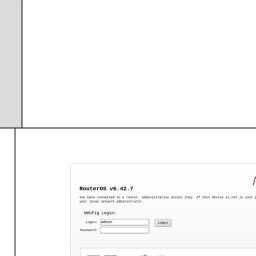 RouterOS v6.42.7
You have connected to a router. Administrative access only. If this device is not in your
your local network administrator.
WebFig login:
Login: admin
Login
Password: